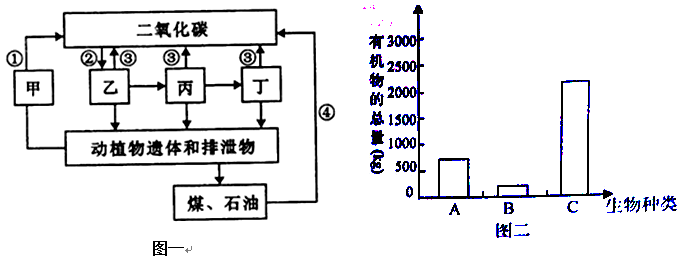 二氧化碳
① ② ③ ③ ③
甲 乙 丙 丁 ④
动植物遗体和排泄物
煤、石油
图一
有机物的总量(kg)
3000
2500
2000
1500
1000
500
0
A B C 生物种类
图二